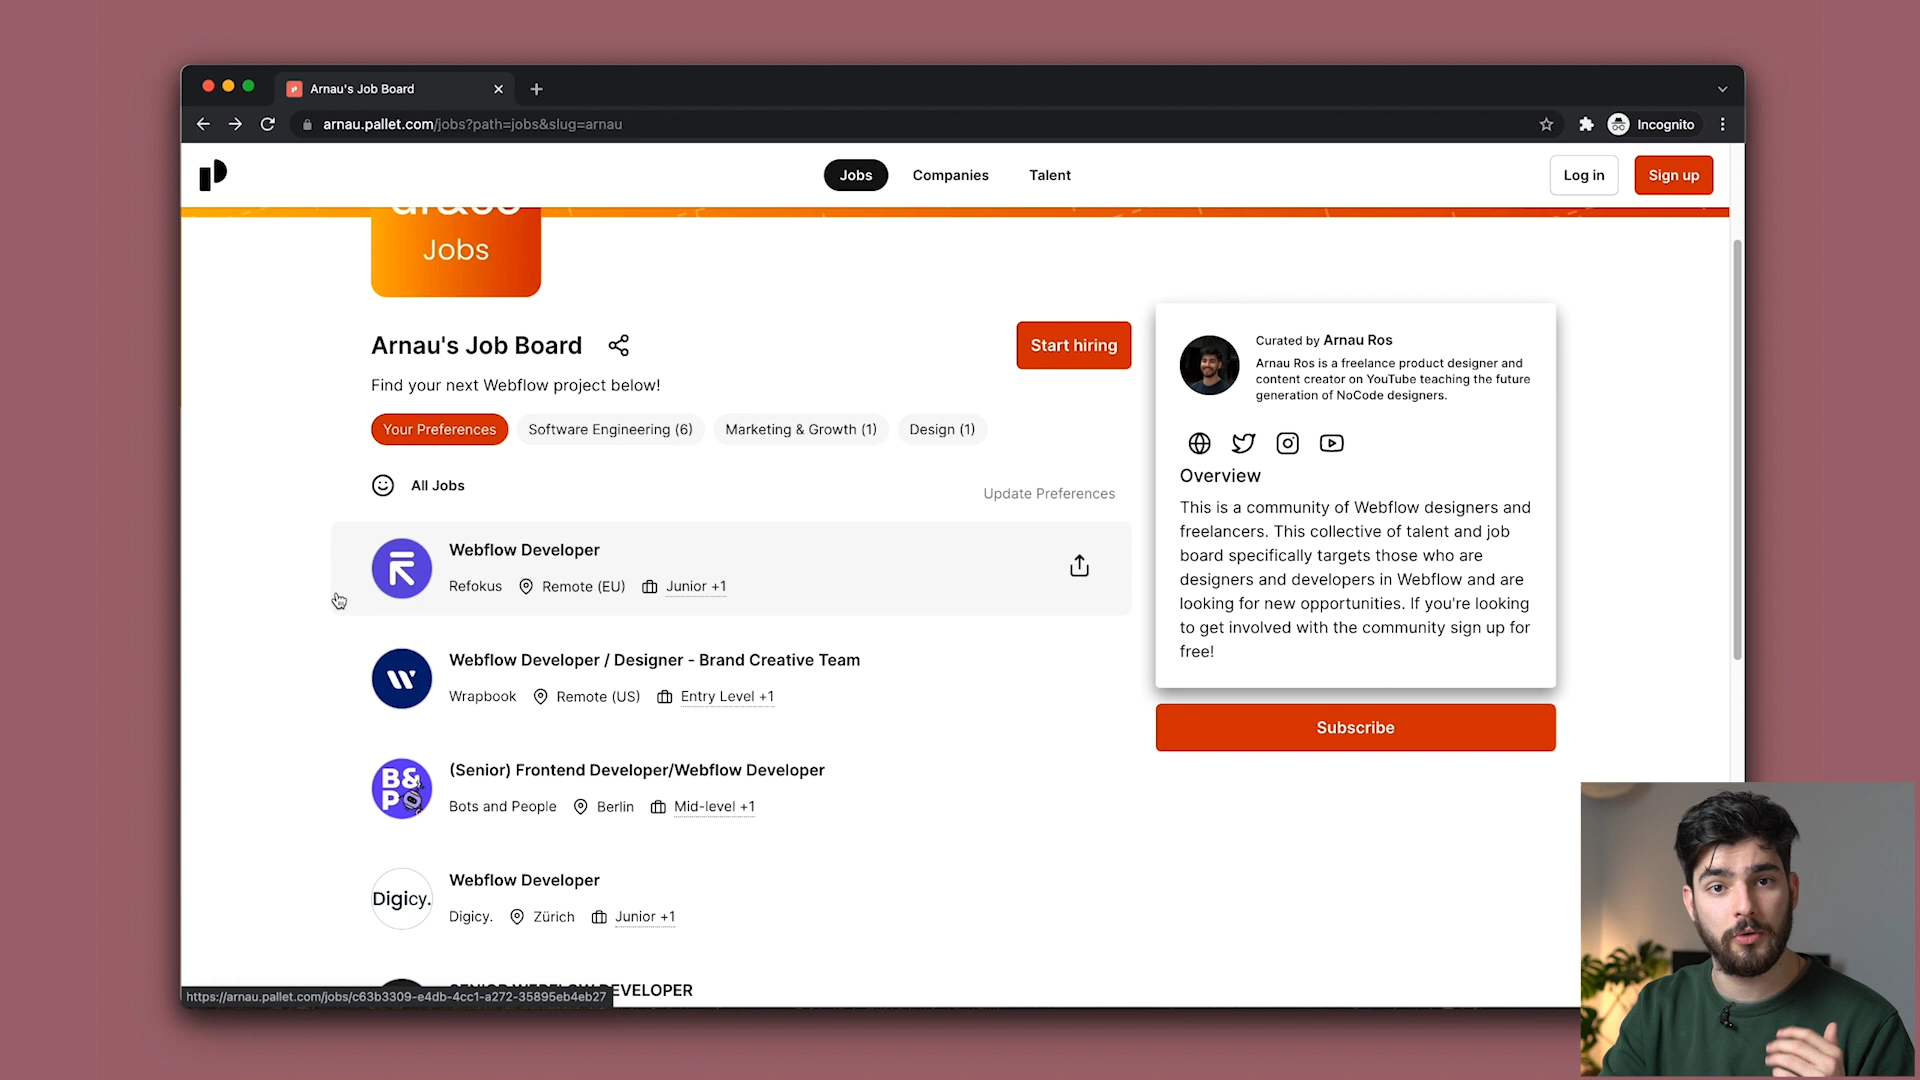 Arnau's Job Board
arnau.pallet.com/jobs?path=jobs&slug=arnau
Incognito
Jobs
Companies
Talent
Log in
Sign up
Jobs
Arnau's Job Board
Start hiring
Find your next Webflow project below!
Your Preferences
Software Engineering (6)
Marketing & Growth (1)
Design (1)
All Jobs
Update Preferences
Webflow Developer
Refokus
Remote (EU)
Junior +1
Webflow Developer / Designer - Brand Creative Team
Wrapbook
Remote (US)
Entry Level +1
B&
P
(Senior) Frontend Developer/Webflow Developer
Bots and People
Berlin
Mid-level +1
Digicy.
Webflow Developer
Digicy.
Zürich
Junior +1
https://arnau.pallet.com/jobs/c63b3309-e4db-4cc1-a272-35895eb4eb27
Curated by Arnau Ros
Arnau Ros is a freelance product designer and
content creator on YouTube teaching the future
generation of NoCode designers.
Overview
This is a community of Webflow designers and
freelancers. This collective of talent and job
board specifically targets those who are
designers and developers in Webflow and are
looking for new opportunities. If you're looking
to get involved with the community sign up for
free!
Subscribe